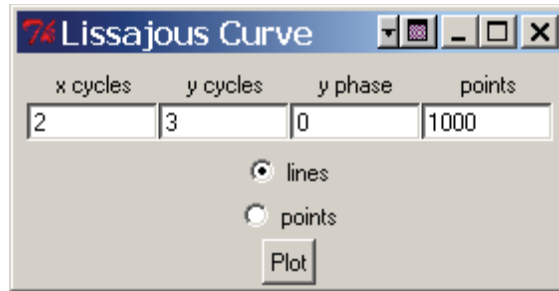 Lissajous Curve
x cycles y cycles y phase points
2 3 0 1000
lines
points
Plot